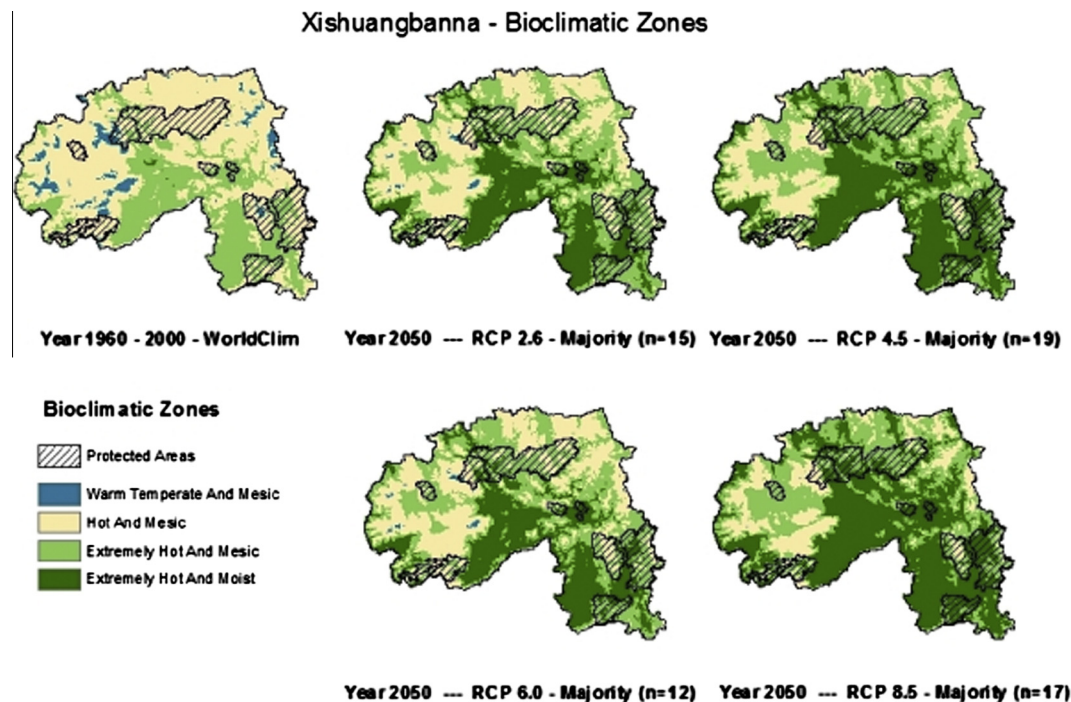 Xishuangbanna - Bioclimatic Zones
Year 1960 - 2000 - WorldClim
Year 2050 --- RCP 2.6 - Majority (n=15)
Year 2050 --- RCP 4.5 - Majority (n=19)
Bioclimatic Zones
Protected Areas
Warm Temperate And Mesic
Hot And Mesic
Extremely Hot And Mesic
Extremely Hot And Moist
Year 2050 --- RCP 6.0 - Majority (n=12)
Year 2050 --- RCP 8.5 - Majority (n=17)